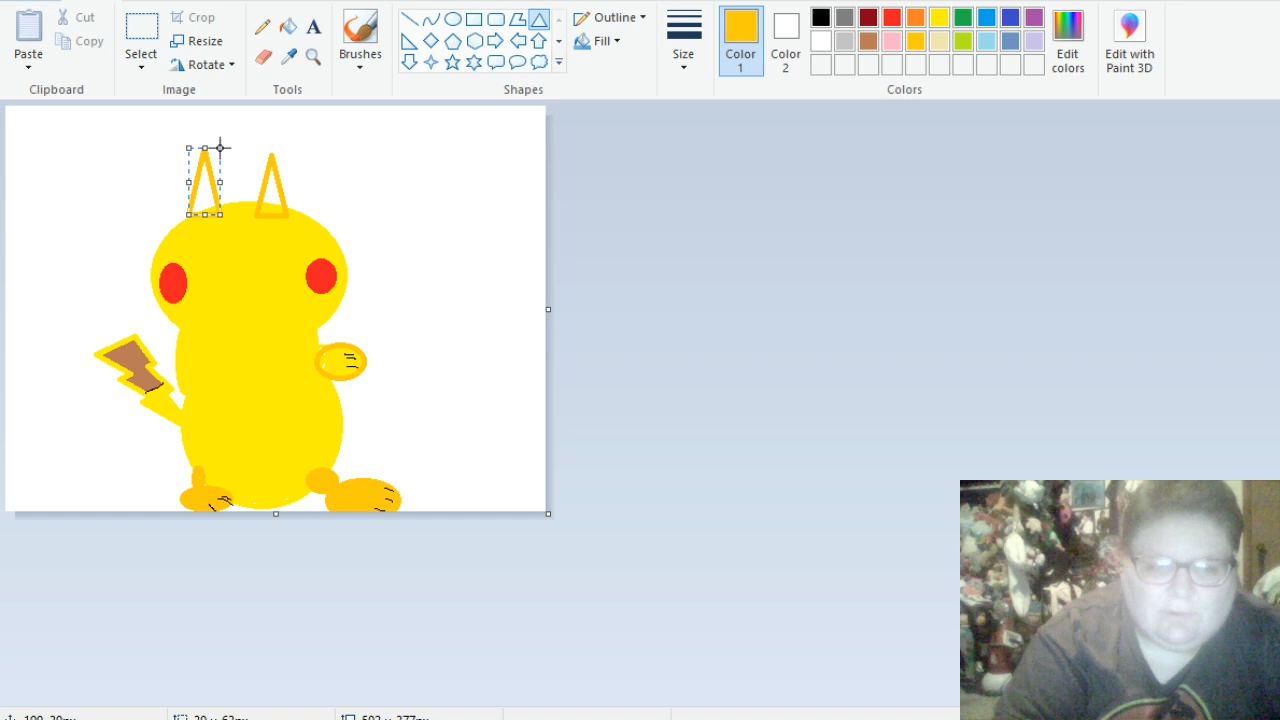 Cut
Crop
Outline
Copy
Resize
Fill
Paste
Select
Rotate
Brushes
Size
Color 1
Color 2
Edit colors
Edit with Paint 3D
Clipboard
Image
Tools
Shapes
Colors
A